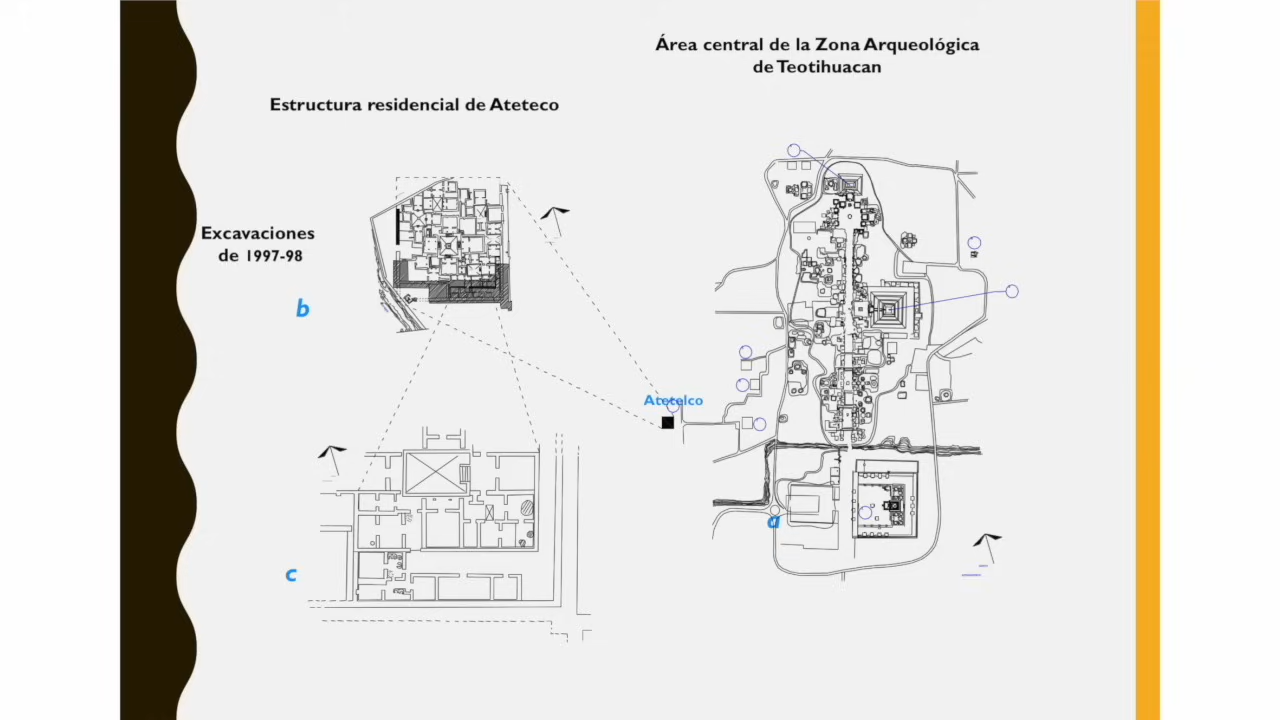 Área central de la Zona Arqueológica
de Teotihuacan
Estructura residencial de Ateteco
Excavaciones
de 1997-98
b
Atetelco
a
c